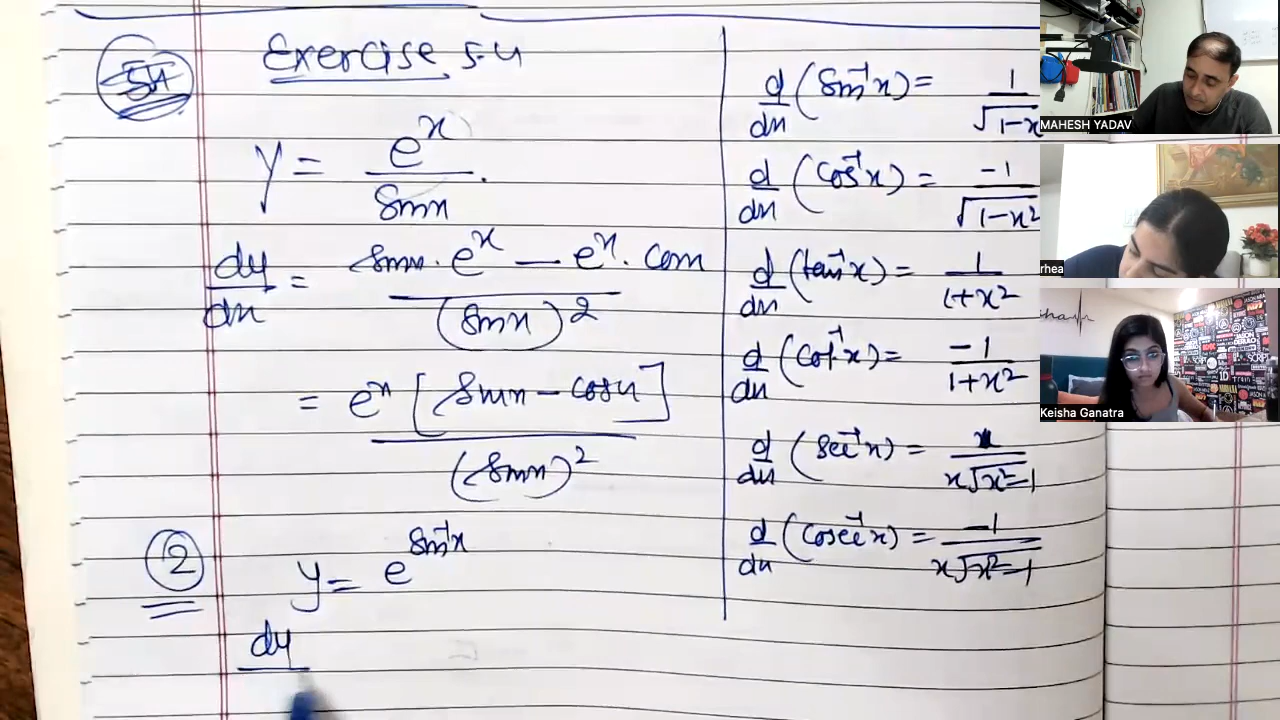 54
Exercise 5.4
y = e^x / sinx .
dy/dx = sinx. e^x — e^x. cosx / (sinx)^2
= e^x [sinx - cosx] / (sinx)^2
② y = e^sin⁻¹x
dy
d/dx (sin⁻¹x) = 1/√1-x
d/dx (cos⁻¹x) = -1/√1-x²
d/dx (tan⁻¹x) = 1/1+x²
d/dx (cot⁻¹x) = -1/1+x²
d/dx (sec⁻¹x) = 1/x√x²-1
d/dx (cosec⁻¹x) = -1/x√x²-1
MAHESH YADAV
rhea
Keisha Ganatra